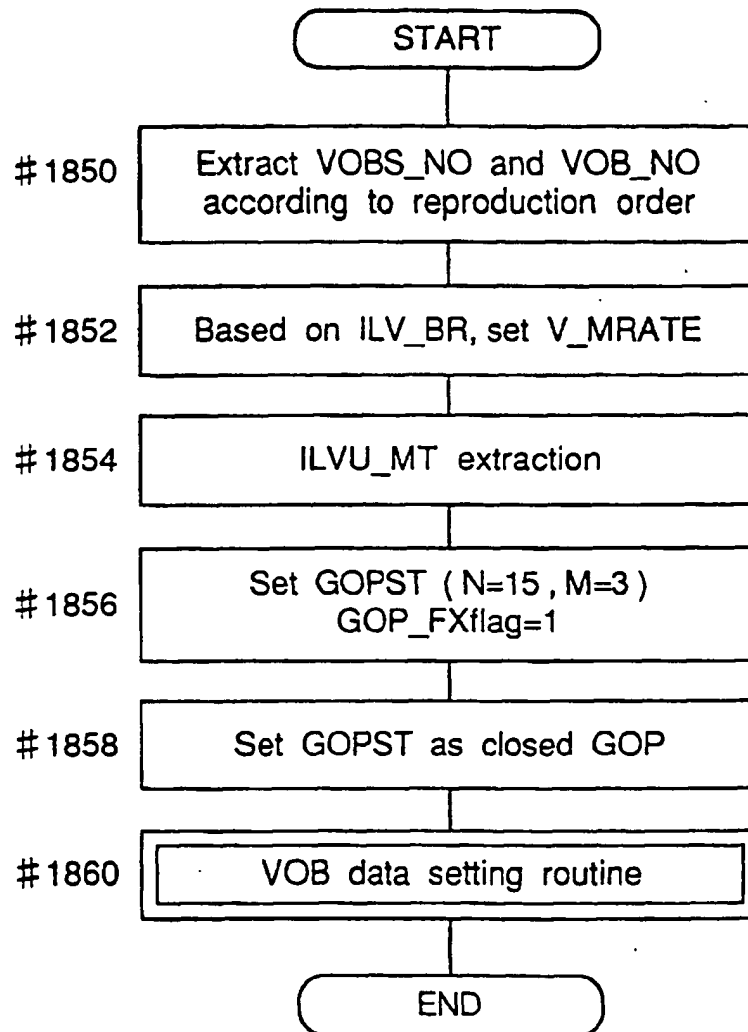 START
#1850
Extract VOBS_NO and VOB_NO
according to reproduction order
#1852
Based on ILV_BR, set V_MRATE
#1854
ILVU_MT extraction
#1856
Set GOPST (N=15, M=3)
GOP_FXflag=1
#1858
Set GOPST as closed GOP
#1860
VOB data setting routine
END